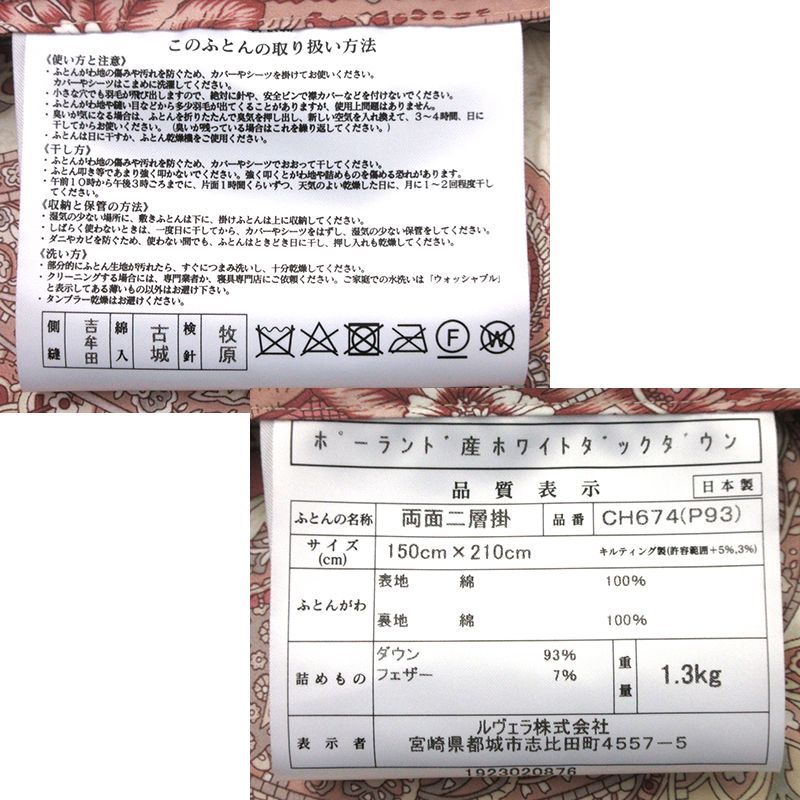 このふとんの取り扱い方法
《使い方と注意》
・ふとんがわ地の傷みや汚れを防ぐため、カバーやシーツを掛けてお使いください。
カバーやシーツはこまめに洗濯してください。
・小さな穴でも羽毛が飛び出しますので、絶対に針や、安全ピンで襟カバーなどを付けないでください。
・ふとんがわ地や縫い目などから多少羽毛が出てくることがありますが、使用上問題はありません。
・臭いが気になる場合は、ふとんを折りたたんで臭気を押し出し、新しい空気を入れ換えて、3〜4時間、日に
干してからお使いください。（臭いが残っている場合はこれを繰り返してください。）
・ふとんは日に干すか、ふとん乾燥機をご使用ください。
《干し方》
・ふとんがわ地の傷みや汚れを防ぐため、カバーやシーツでおおって干してください。
・ふとん叩き等であまり強く叩かないでください。強く叩くとがわ地や詰めものを傷める恐れがあります。
・午前10時から午後3時ごろまでに、片面1時間くらいずつ、天気のよい乾燥した日に、月に1〜2回程度干し
てください。
《収納と保管の方法》
・湿気の少ない場所に、敷きふとんは下に、掛けふとんは上に収納してください。
・しばらく使わないときは、一度日に干してから、カバーやシーツをはずし、湿気の少ない保管をしてください。
・ダニやカビを防ぐため、使わない間でも、ふとんはときどき日に干し、押し入れも乾燥してください。
《洗い方》
・部分的にふとん生地が汚れたら、すぐにつまみ洗いし、十分乾燥してください。
・クリーニングする場合には、専門業者か、寝具専門店にご依頼ください。ご家庭での水洗いは「ウォッシャブル」
と表示してある薄いもの以外はお避け下さい。
・タンブラー乾燥はお避けください。
側縫 吉牟田 綿入 古城 検針 牧原 F W
ポーランド産ホワイトダックダウン
品質表示 日本製
ふとんの名称 両面二層掛 品番 CH674(P93)
サイズ(cm) 150cm×210cm キルティング製(許容範囲+5%,3%)
ふとんがわ 表地 綿 100%
裏地 綿 100%
詰めもの ダウン 93%
フェザー 7%
重量 1.3kg
表示者 ルヴェラ株式会社
宮崎県都城市志比田町4557-5
1923020876